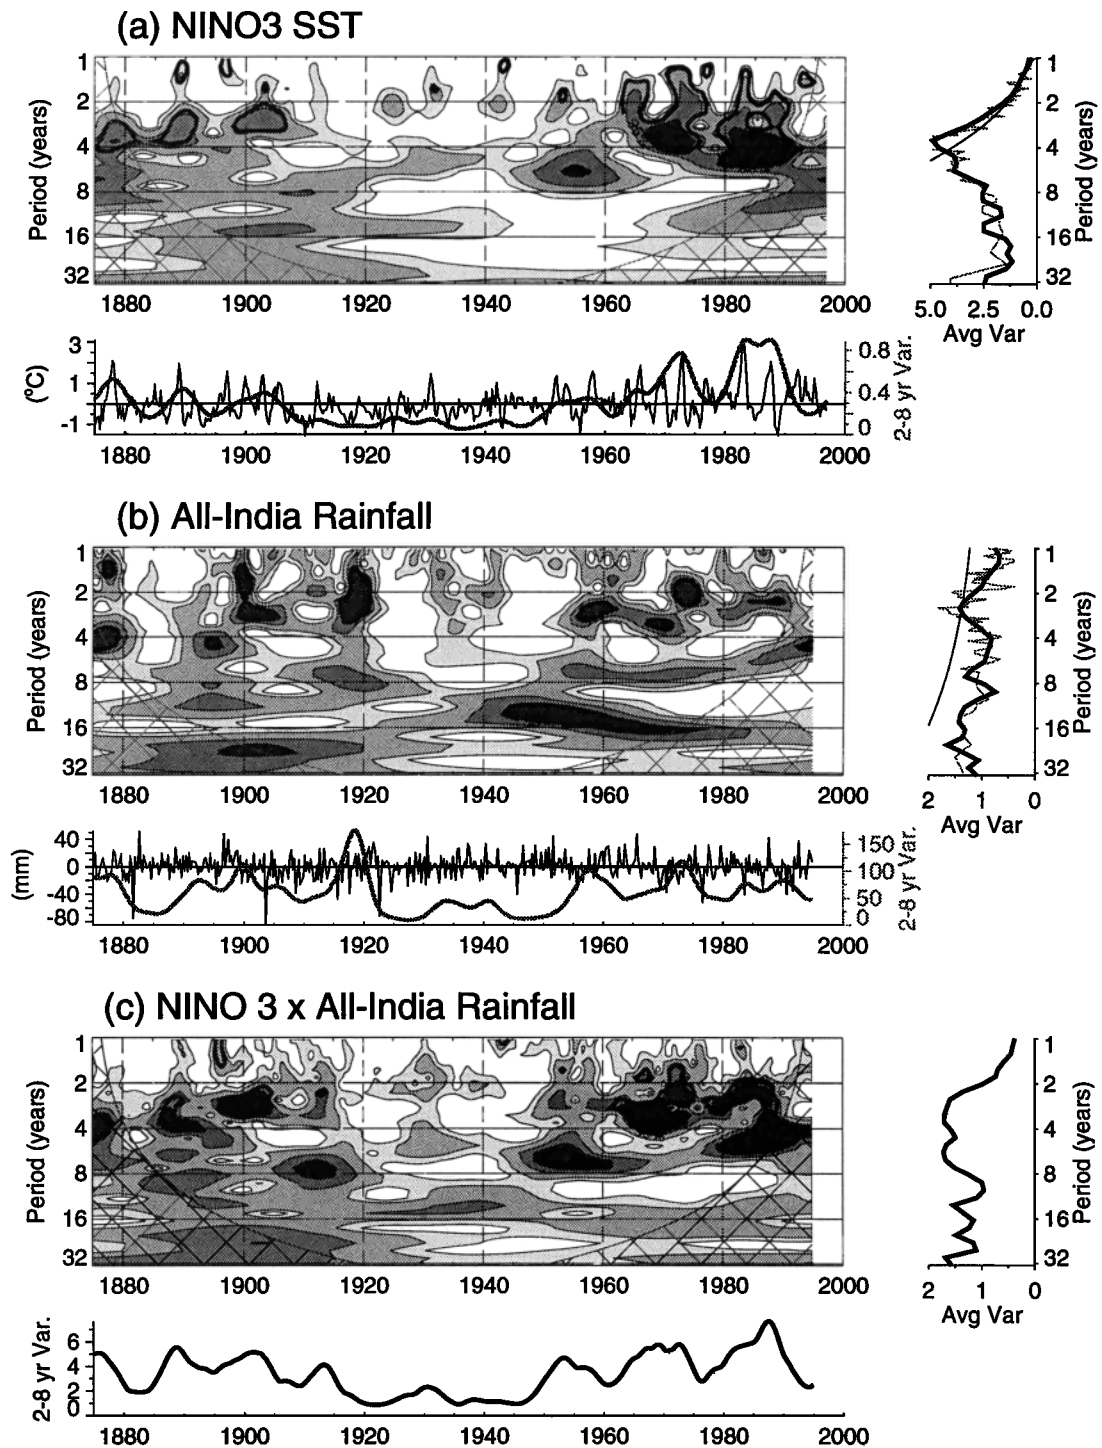 (a) NINO3 SST
Period (years)
1
2
4
8
16
32
1880 1900 1920 1940 1960 1980 2000
1
2
4
8
16
32
Period (years)
5.0 2.5 0.0
Avg Var
(ºC)
3
1
-1
0.8
0.4
0
2-8 yr Var.
1880 1900 1920 1940 1960 1980 2000
(b) All-India Rainfall
Period (years)
1
2
4
8
16
32
1880 1900 1920 1940 1960 1980 2000
1
2
4
8
16
32
Period (years)
2 1 0
Avg Var
(mm)
40
0
-40
-80
150
100
50
0
2-8 yr Var.
1880 1900 1920 1940 1960 1980 2000
(c) NINO 3 x All-India Rainfall
Period (years)
1
2
4
8
16
32
1880 1900 1920 1940 1960 1980 2000
1
2
4
8
16
32
Period (years)
2 1 0
Avg Var
2-8 yr Var.
6
4
2
0
1880 1900 1920 1940 1960 1980 2000